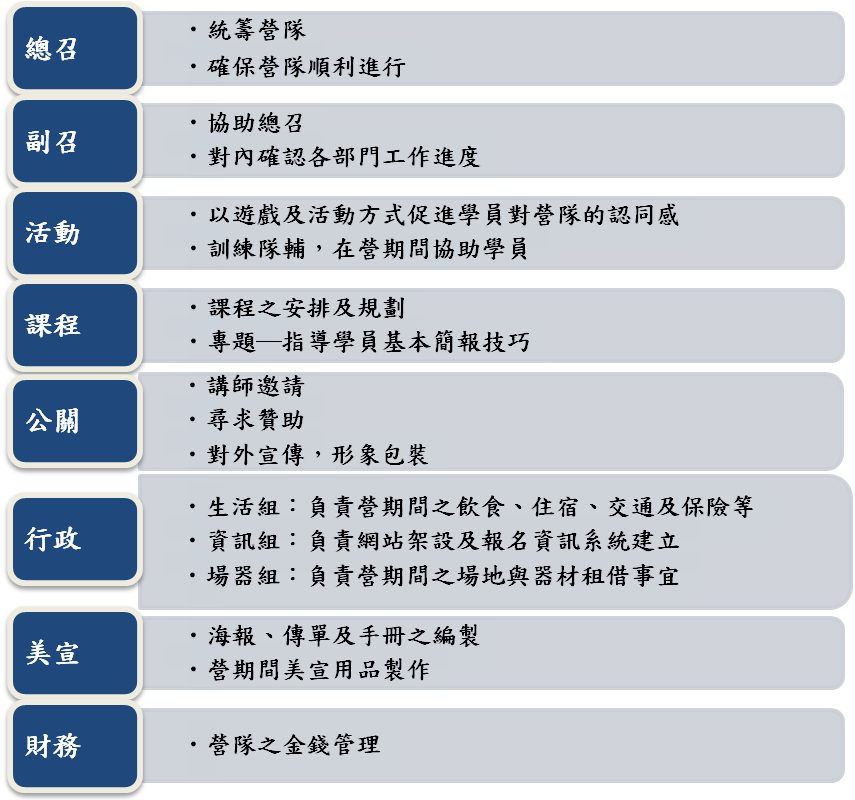 總召
・統籌營隊
・確保營隊順利進行
副召
・協助總召
・對內確認各部門工作進度
活動
・以遊戲及活動方式促進學員對營隊的認同感
・訓練隊輔，在營期間協助學員
課程
・課程之安排及規劃
・專題─指導學員基本簡報技巧
公關
・講師邀請
・尋求贊助
・對外宣傳，形象包裝
行政
・生活組：負責營期間之飲食、住宿、交通及保險等
・資訊組：負責網站架設及報名資訊系統建立
・場器組：負責營期間之場地與器材租借事宜
美宣
・海報、傳單及手冊之編製
・營期間美宣用品製作
財務
・營隊之金錢管理